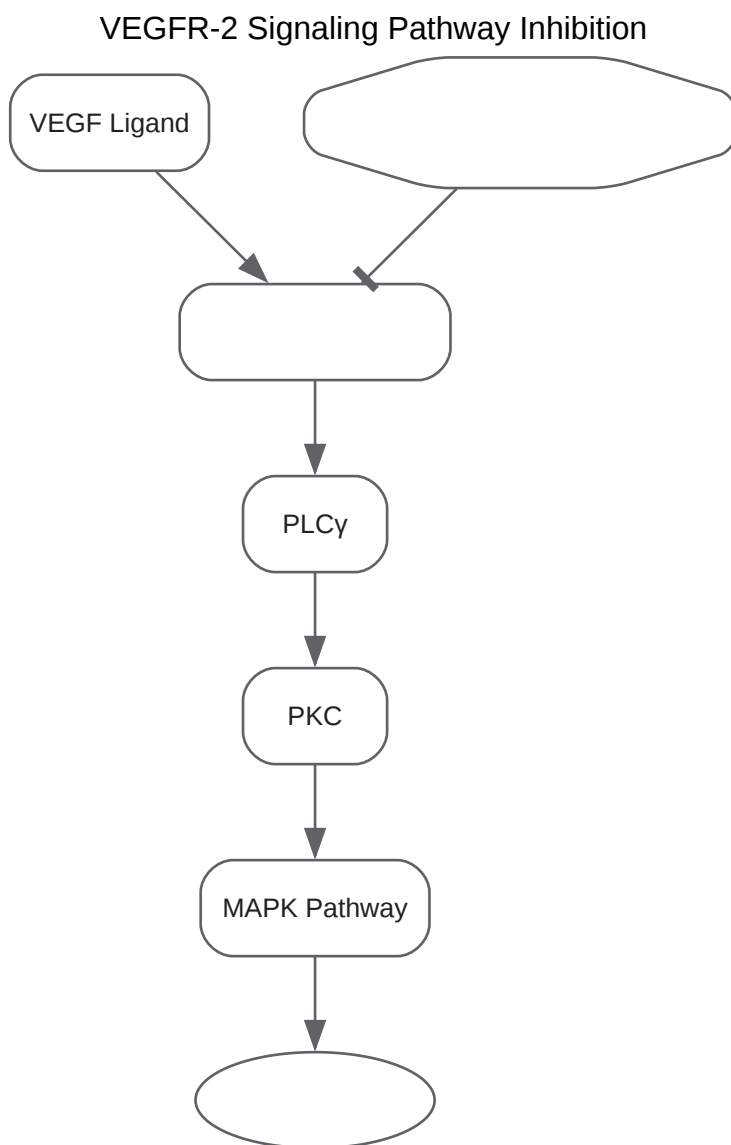 VEGFR-2 Signaling Pathway Inhibition
VEGF Ligand
PLCγ
PKC
MAPK Pathway